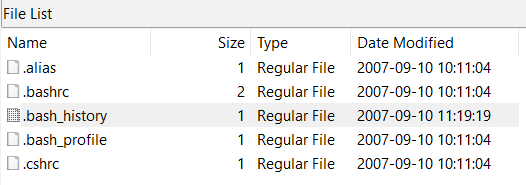 File List
Name Size Type Date Modified
.alias 1 Regular File 2007-09-10 10:11:04
.bashrc 2 Regular File 2007-09-10 10:11:04
.bash_history 1 Regular File 2007-09-10 11:19:19
.bash_profile 1 Regular File 2007-09-10 10:11:04
.cshrc 1 Regular File 2007-09-10 10:11:04